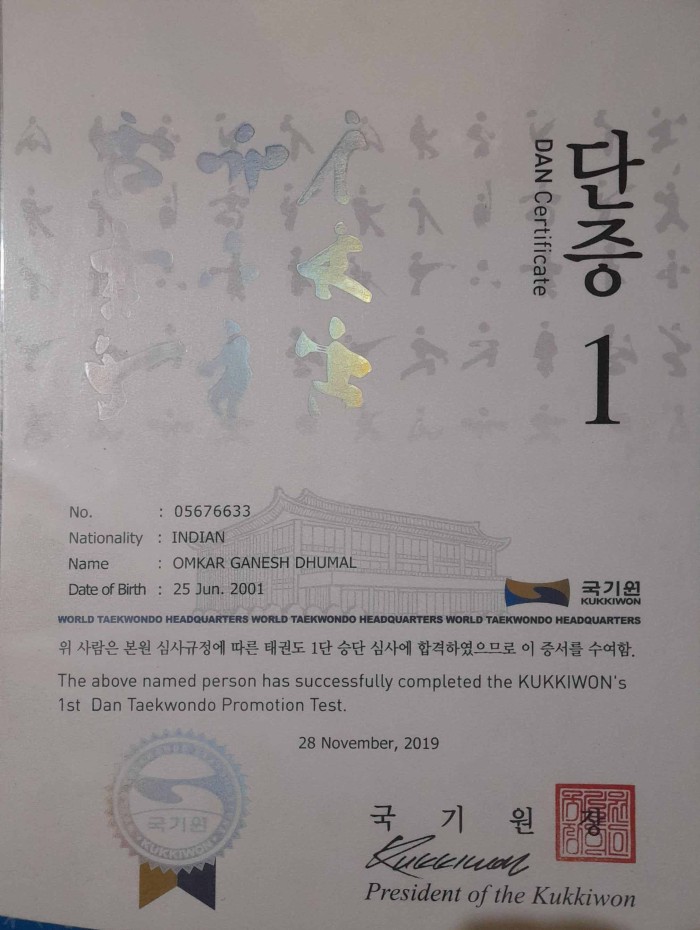 단증
DAN Certificate
1
No. : 05676633
Nationality : INDIAN
Name : OMKAR GANESH DHUMAL
Date of Birth : 25 Jun. 2001
국기원
KUKKIWON
WORLD TAEKWONDO HEADQUARTERS WORLD TAEKWONDO HEADQUARTERS WORLD TAEKWONDO HEADQUARTERS
위 사람은 본원 심사규정에 따른 태권도 1단 승단 심사에 합격하였으므로 이 증서를 수여함.
The above named person has successfully completed the KUKKIWON's
1st Dan Taekwondo Promotion Test.
28 November, 2019
국기원
KUKKIWON
국 기 원 장
Kukkiwon
President of the Kukkiwon